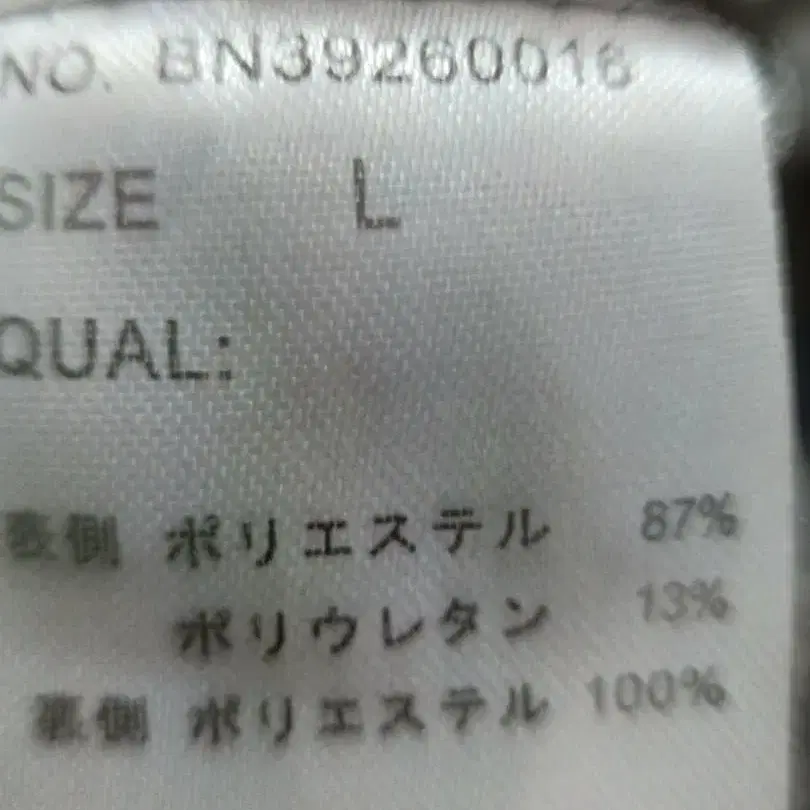 NO. BN39260016
SIZE L
QUAL:
表側 ポリエステル 87%
ポリウレタン 13%
裏側 ポリエステル 100%